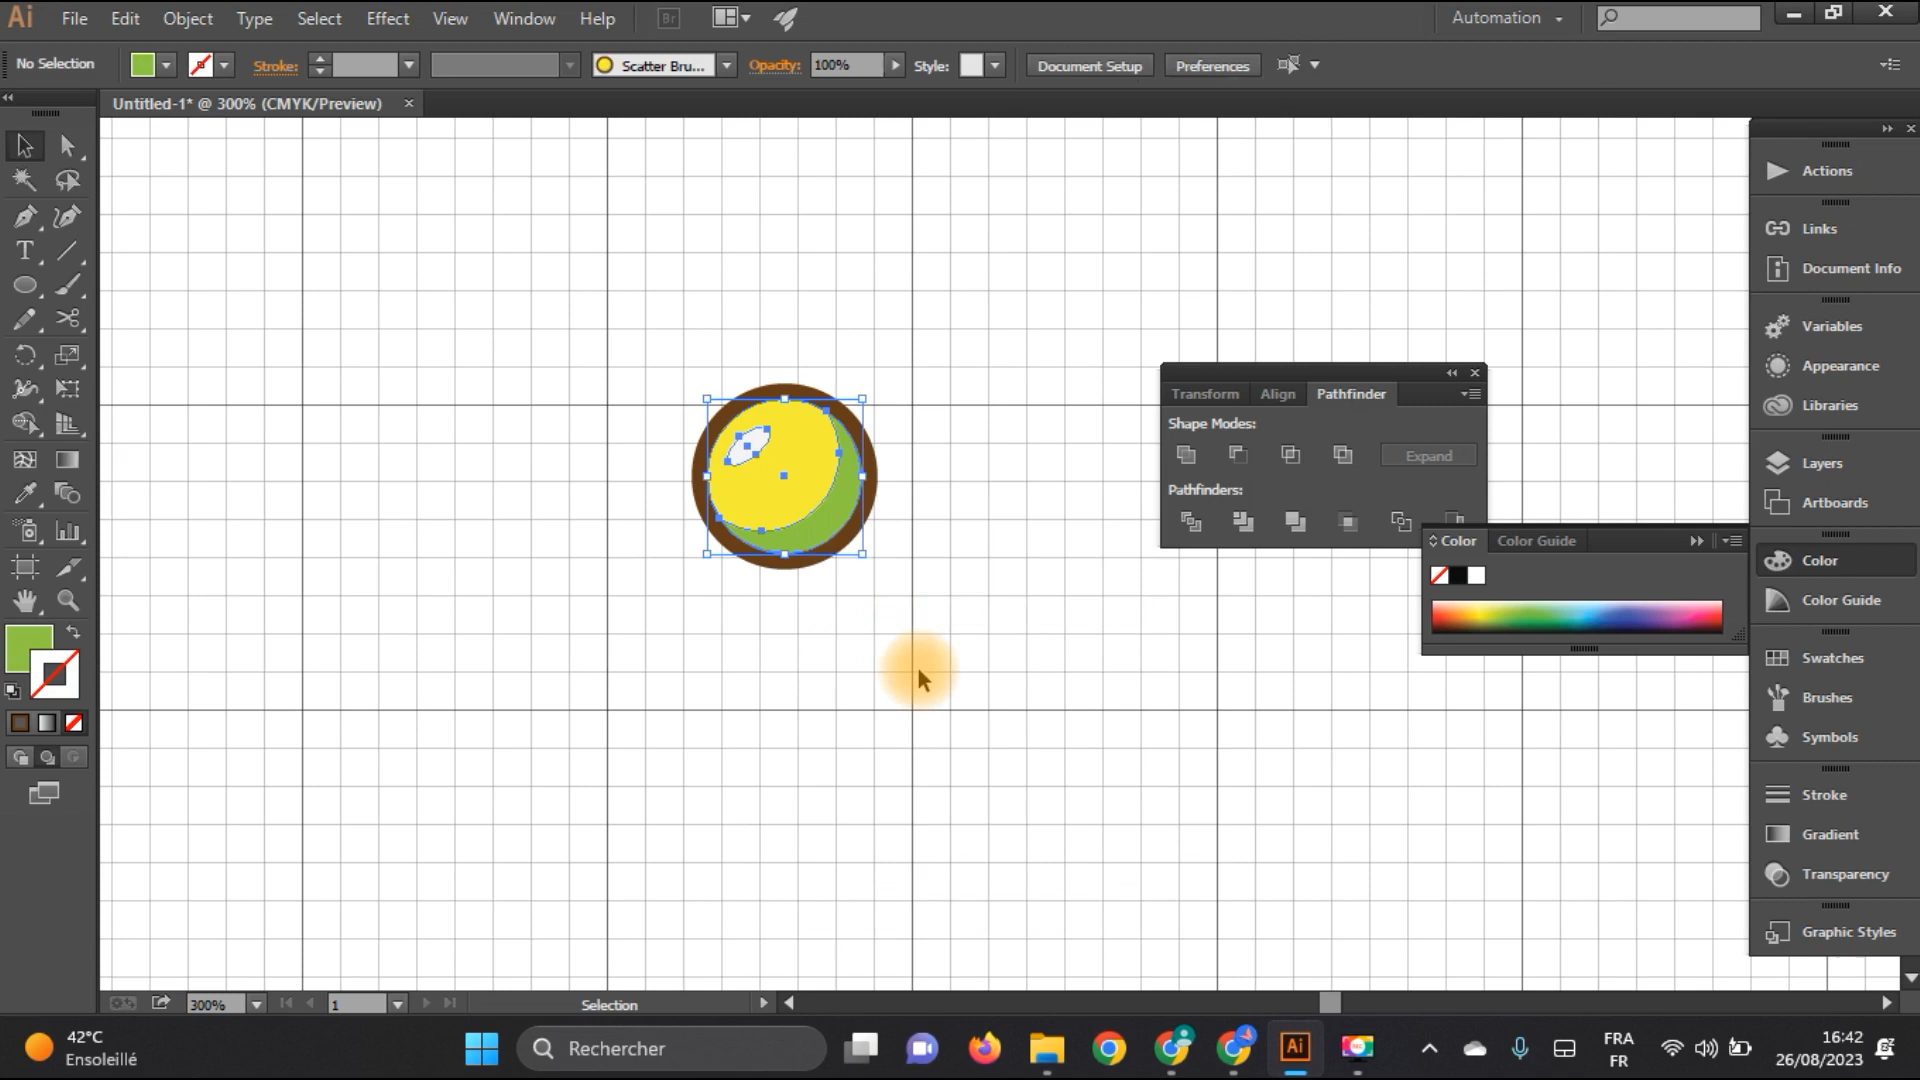 Ai File Edit Object Type Select Effect View Window Help Br Automation
No Selection Stroke: Scatter Bru... Opacity: 100% Style: Document Setup Preferences
Untitled-1* @ 300% (CMYK/Preview)
Actions
Links
Document Info
Variables
Appearance
Libraries
Layers
Artboards
Color
Color Guide
Swatches
Brushes
Symbols
Stroke
Gradient
Transparency
Graphic Styles
Transform Align Pathfinder
Shape Modes:
Expand
Pathfinders:
Color Color Guide
T
300% 1 Selection
42°C
Ensoleillé
Rechercher
Ai
FRA
FR
16:42
26/08/2023